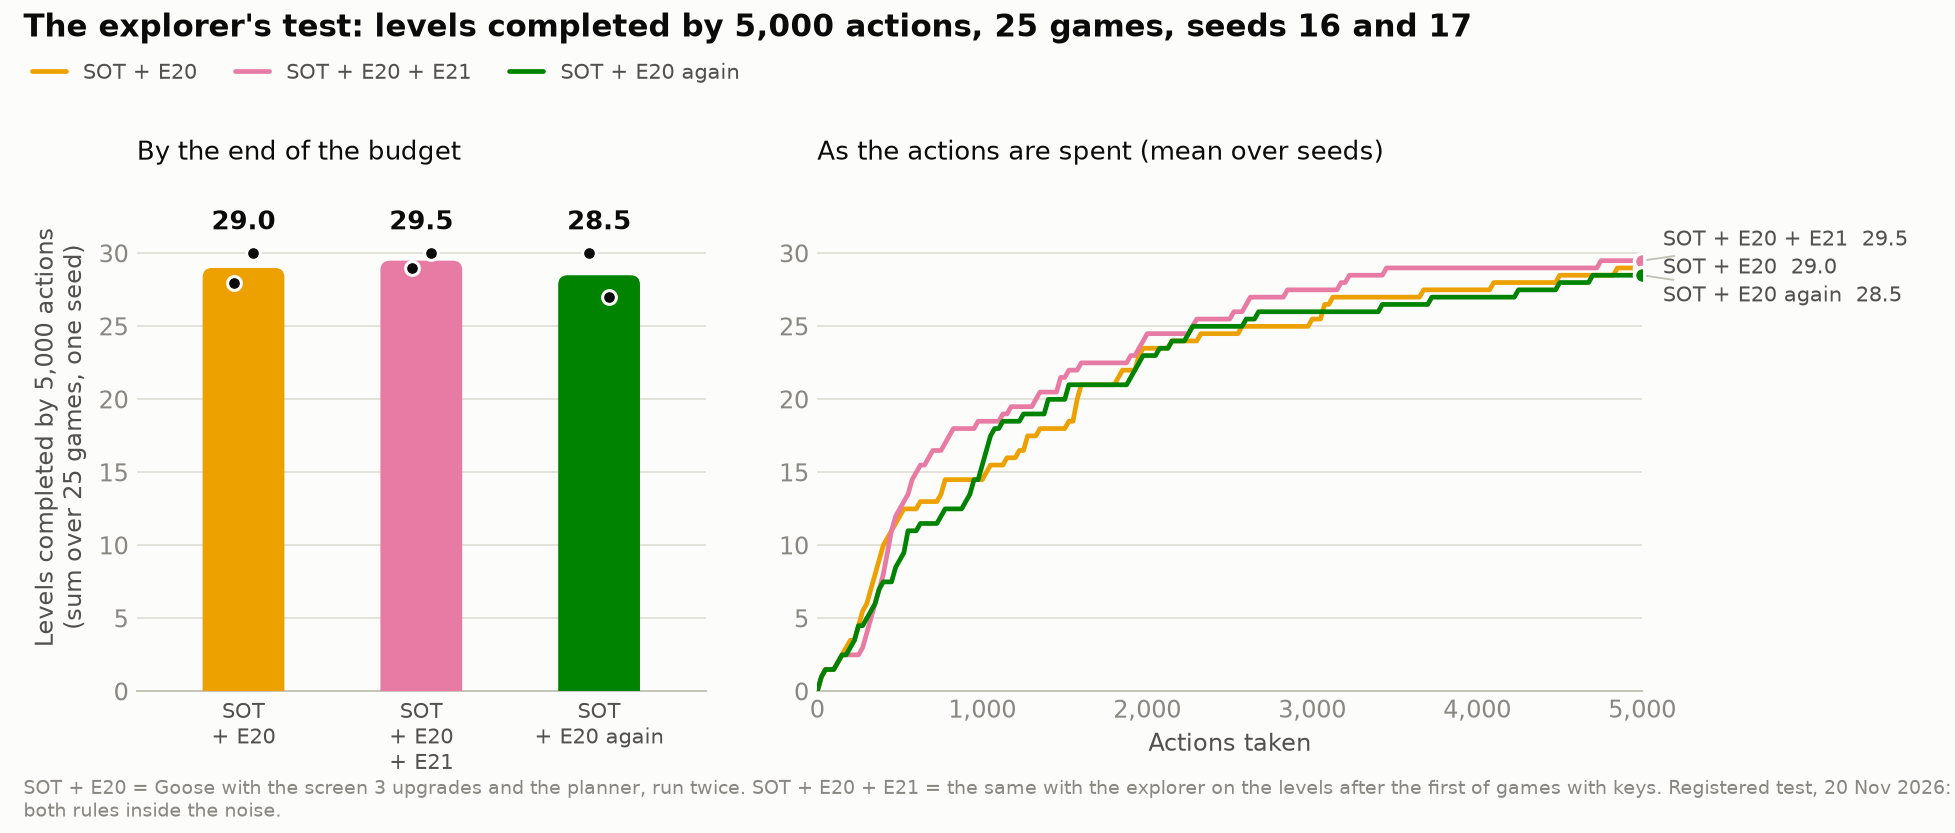 The explorer's test: levels completed by 5,000 actions, 25 games, seeds 16 and 17
SOT + E20
SOT + E20 + E21
SOT + E20 again
By the end of the budget
Levels completed by 5,000 actions
(sum over 25 games, one seed)
29.0
29.5
28.5
30
25
20
15
10
5
0
SOT
+ E20
SOT
+ E20
+ E21
SOT
+ E20 again
As the actions are spent (mean over seeds)
30
25
20
15
10
5
0
0
1,000
2,000
3,000
4,000
5,000
Actions taken
SOT + E20 + E21 29.5
SOT + E20 29.0
SOT + E20 again 28.5
SOT + E20 = Goose with the screen 3 upgrades and the planner, run twice. SOT + E20 + E21 = the same with the explorer on the levels after the first of games with keys. Registered test, 20 Nov 2026:
both rules inside the noise.